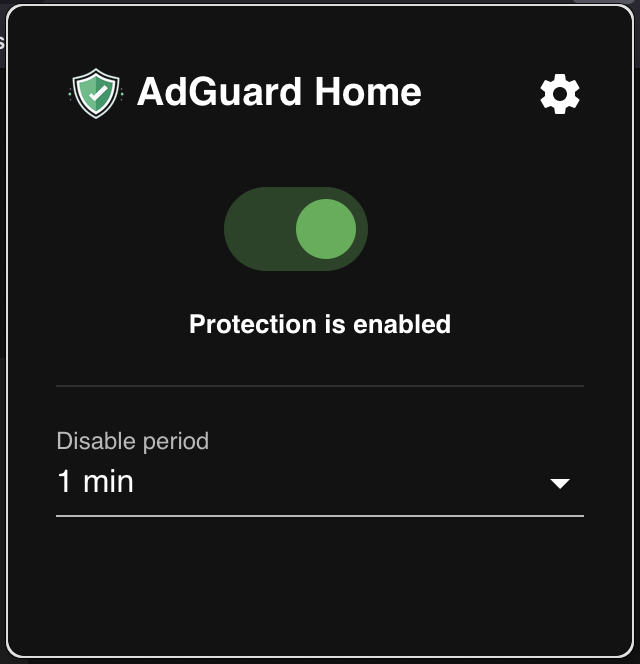 AdGuard Home
Protection is enabled
Disable period
1 min